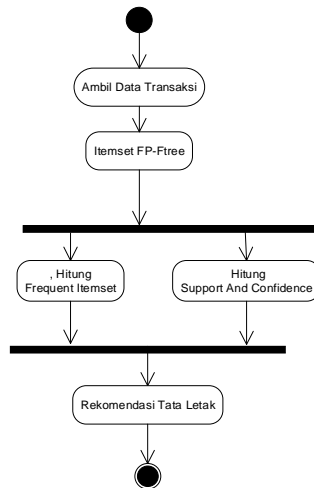 Ambil Data Transaksi
Itemset FP-Ftree
, Hitung
Frequent Itemset
Hitung
Support And Confidence
Rekomendasi Tata Letak